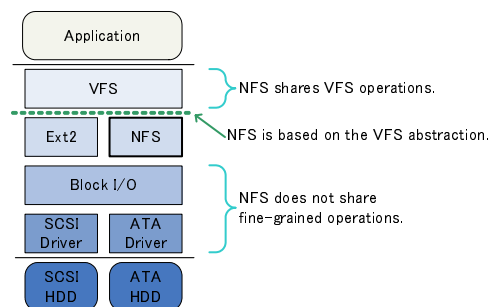 Application
VFS
NFS shares VFS operations.
NFS is based on the VFS abstraction.
Ext2
NFS
Block I/O
NFS does not share
fine-grained operations.
SCSI
Driver
ATA
Driver
SCSI
HDD
ATA
HDD